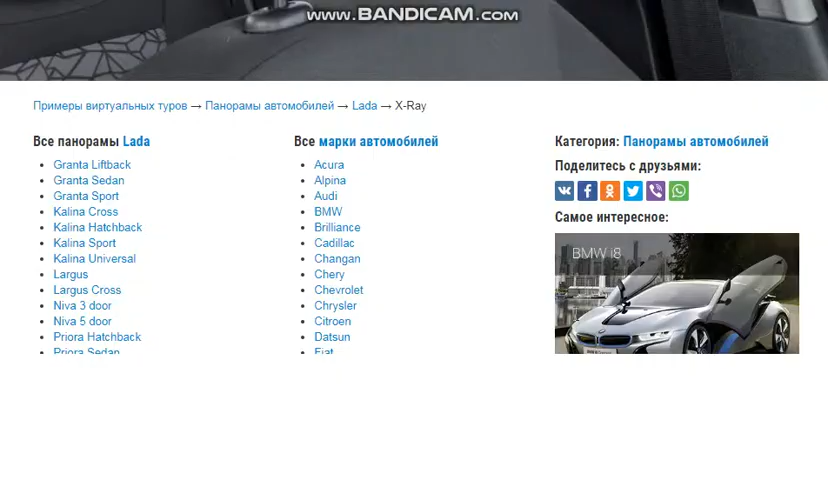 www.BANDICAM.com
Примеры виртуальных туров → Панорамы автомобилей → Lada → X-Ray
Все панорамы Lada
Granta Liftback
Granta Sedan
Granta Sport
Kalina Cross
Kalina Hatchback
Kalina Sport
Kalina Universal
Largus
Largus Cross
Niva 3 door
Niva 5 door
Priora Hatchback
Priora Sedan
Все марки автомобилей
Acura
Alpina
Audi
BMW
Brilliance
Cadillac
Changan
Chery
Chevrolet
Chrysler
Citroen
Datsun
Fiat
Категория: Панорамы автомобилей
Поделитесь с друзьями:
Самое интересное:
BMW i8